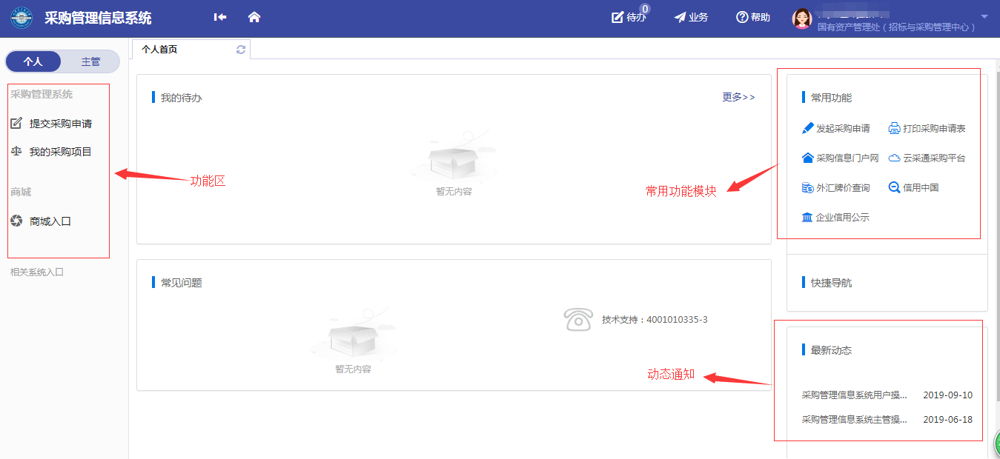 采购管理信息系统
待办
0
业务
帮助
国有资产管理处（招标与采购管理中心）
个人
主管
个人首页
采购管理系统
提交采购申请
我的采购项目
商城
商城入口
相关系统入口
功能区
我的待办
更多>>
暂无内容
常用功能模块
常见问题
暂无内容
技术支持：4001010335-3
动态通知
常用功能
发起采购申请
打印采购申请表
采购信息门户网
云采通采购平台
外汇牌价查询
信用中国
企业信用公示
快捷导航
最新动态
采购管理信息系统用户操... 2019-09-10
采购管理信息系统主管操... 2019-06-18